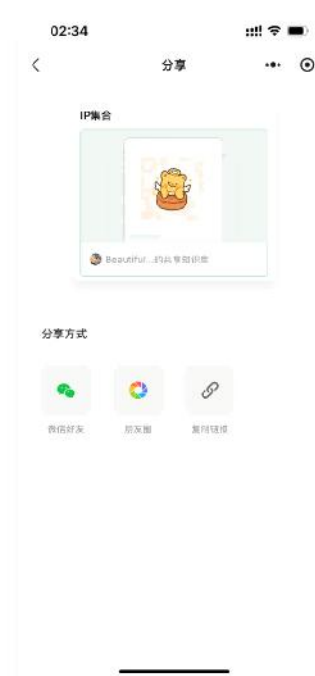 02:34
分享
IP集合
Beautiful...的共享知识库
分享方式
微信好友
朋友圈
复制链接